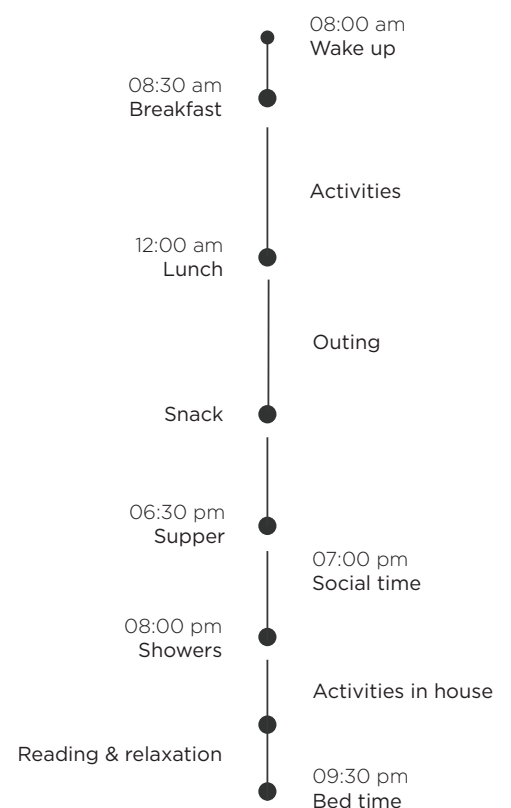 08:00 am
Wake up
08:30 am
Breakfast
Activities
12:00 am
Lunch
Outing
Snack
06:30 pm
Supper
07:00 pm
Social time
08:00 pm
Showers
Activities in house
Reading & relaxation
09:30 pm
Bed time